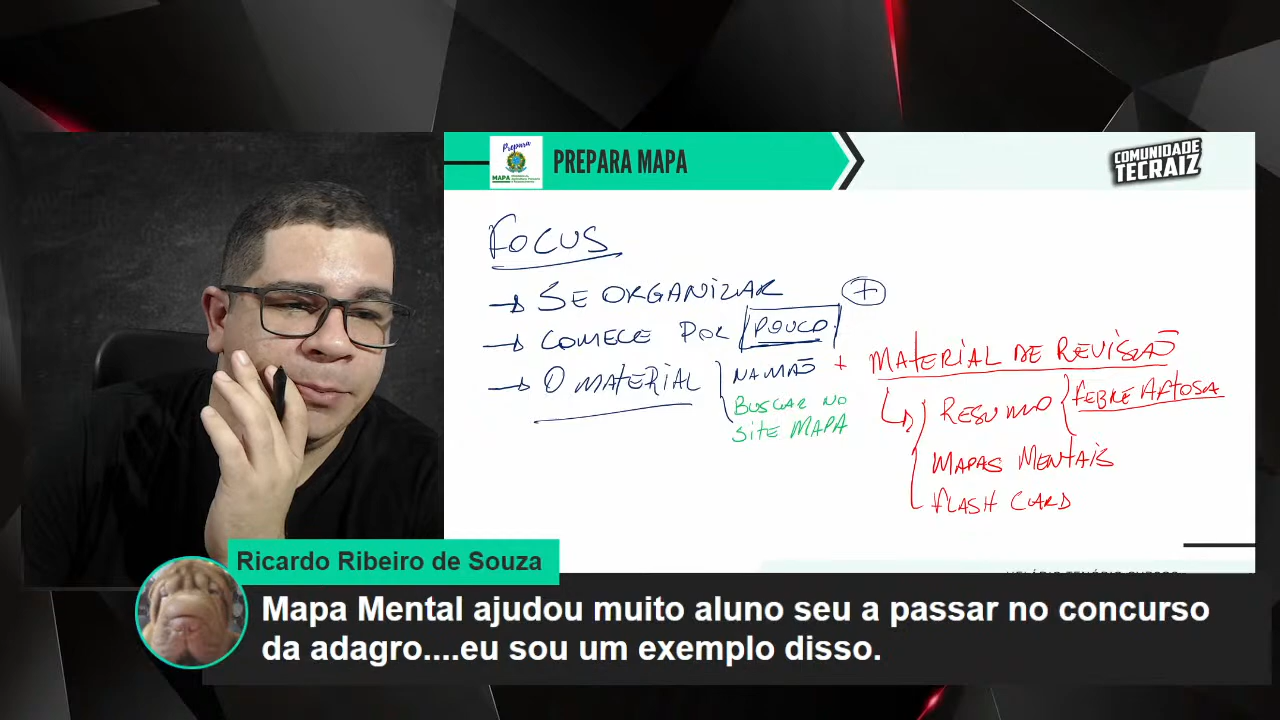 Prepara
MAPA
PREPARA MAPA
COMUNIDADE
TECRAIZ
FOCUS
SE ORGANIZAR +
COMECE POR POUCO.
O MATERIAL NA MÃO + MATERIAL DE REVISÃO
BUSCAR NO
SITE MAPA
RESUMO FEBRE AFTOSA
MAPAS MENTAIS
FLASH CARD
Ricardo Ribeiro de Souza
Mapa Mental ajudou muito aluno seu a passar no concurso
da adagro....eu sou um exemplo disso.